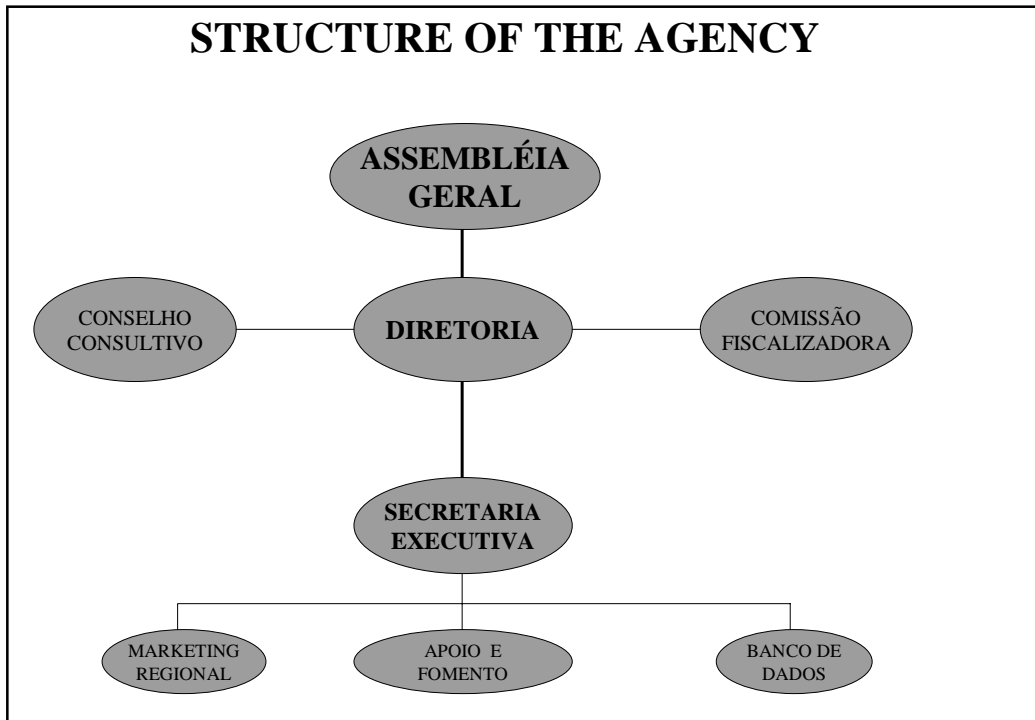 STRUCTURE OF THE AGENCY
ASSEMBLÉIA
GERAL
CONSELHO
CONSULTIVO
DIRETORIA
COMISSÃO
FISCALIZADORA
SECRETARIA
EXECUTIVA
MARKETING
REGIONAL
APOIO E
FOMENTO
BANCO DE
DADOS